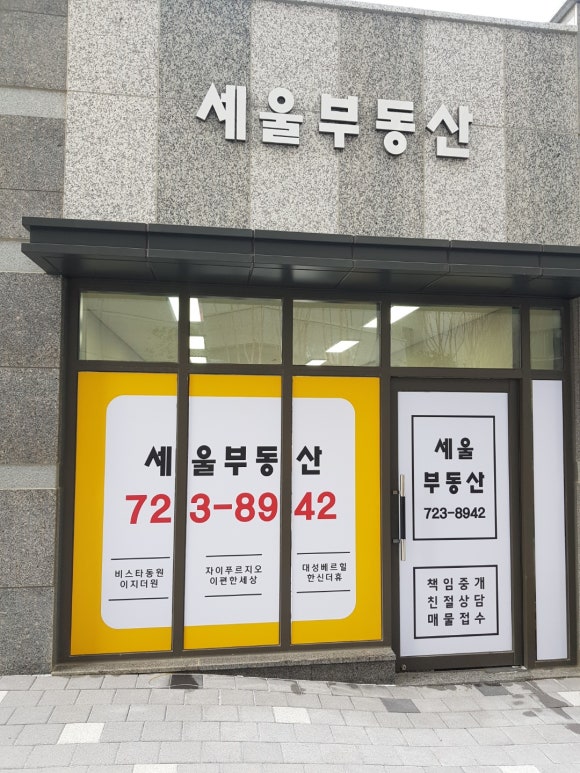 세울부동산
세울부동산
723-8942
비스타동원
이지더원
자이푸르지오
이편한세상
대성베르힐
한신더휴
세울
부동산
723-8942
책임중개
친절상담
매물접수